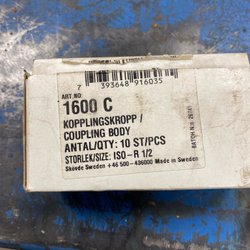 7 393648 916035
ART.NO:
1600 C
KOPPLINGSKROPP /
COUPLING BODY
ANTAL/QTY: 10 ST/PCS
STORLEK/SIZE: ISO-R 1/2
Skövde Sweden +46 500-436000 Made in Sweden